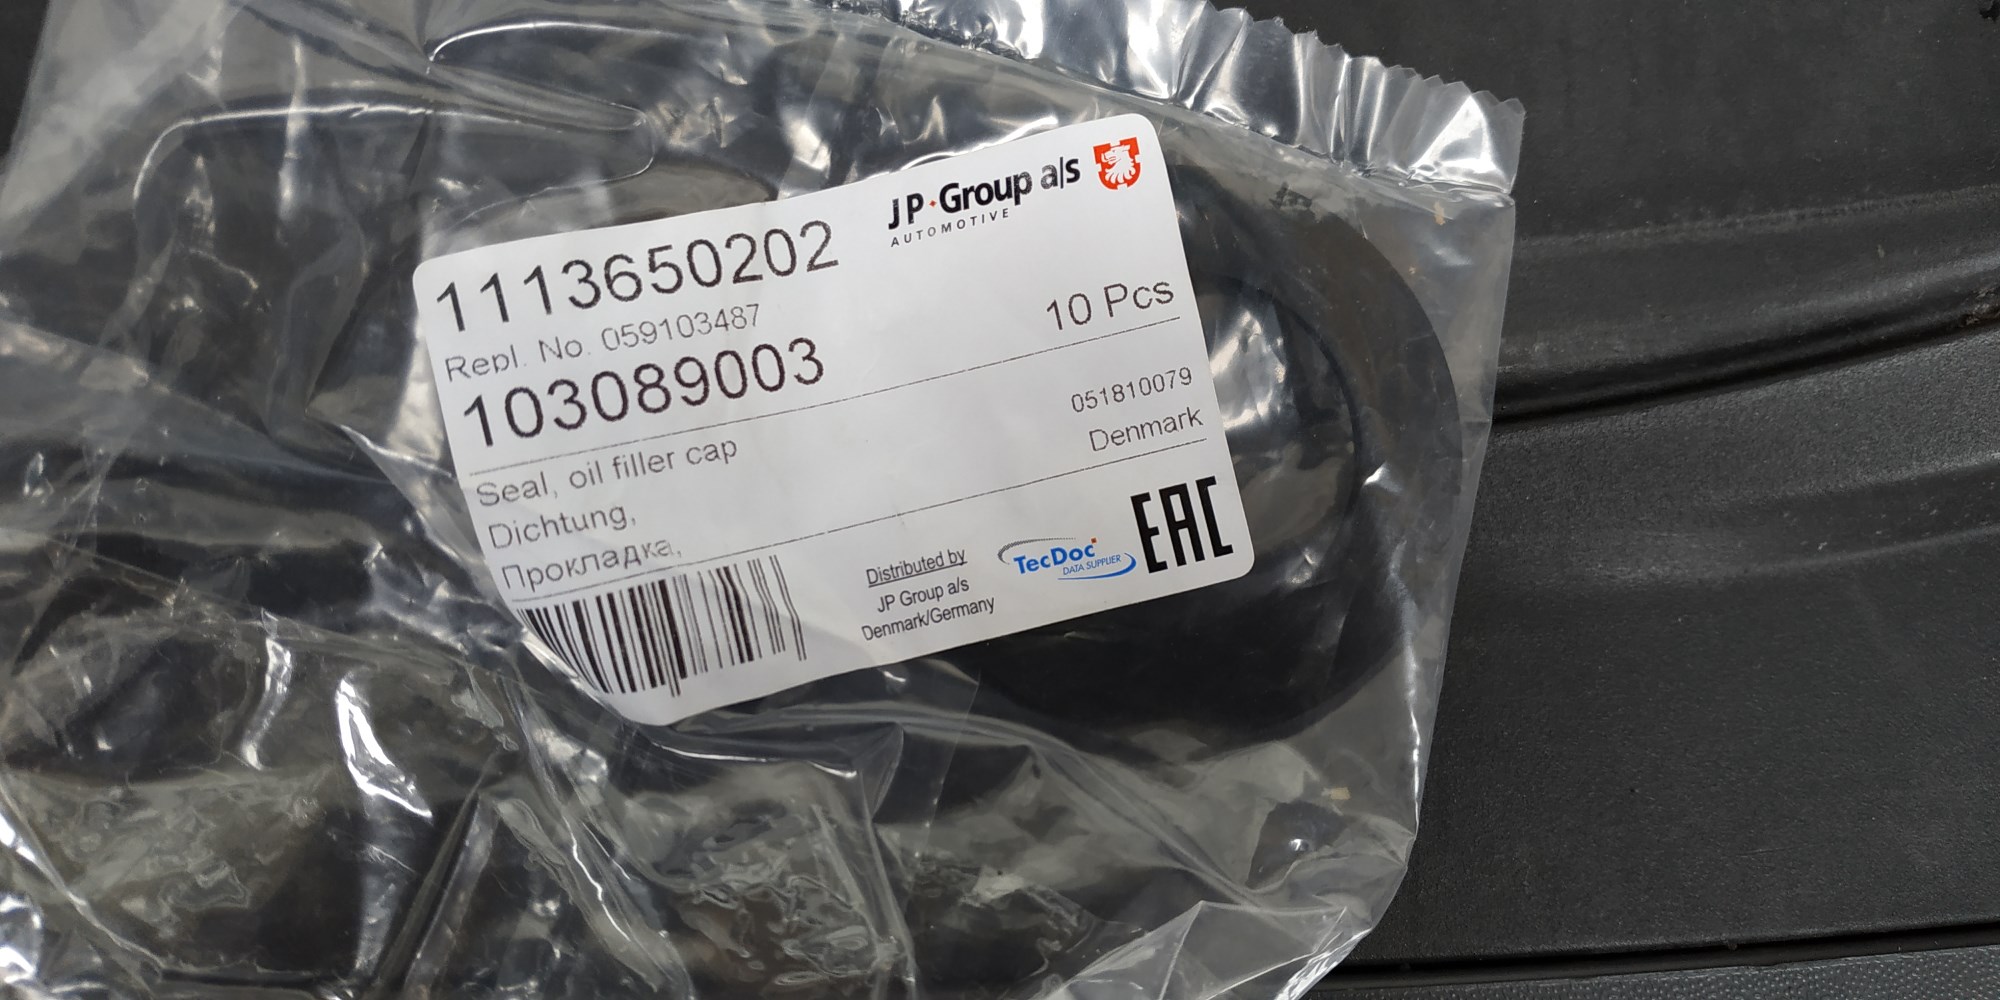 JP Group a/s
AUTOMOTIVE
1113650202
Repl. No. 059103487
10 Pcs
103089003
051810079
Seal, oil filler cap
Denmark
Dichtung,
Прокладка,
Distributed by
JP Group a/s
Denmark/Germany
TecDoc
DATA SUPPLIER
EAC